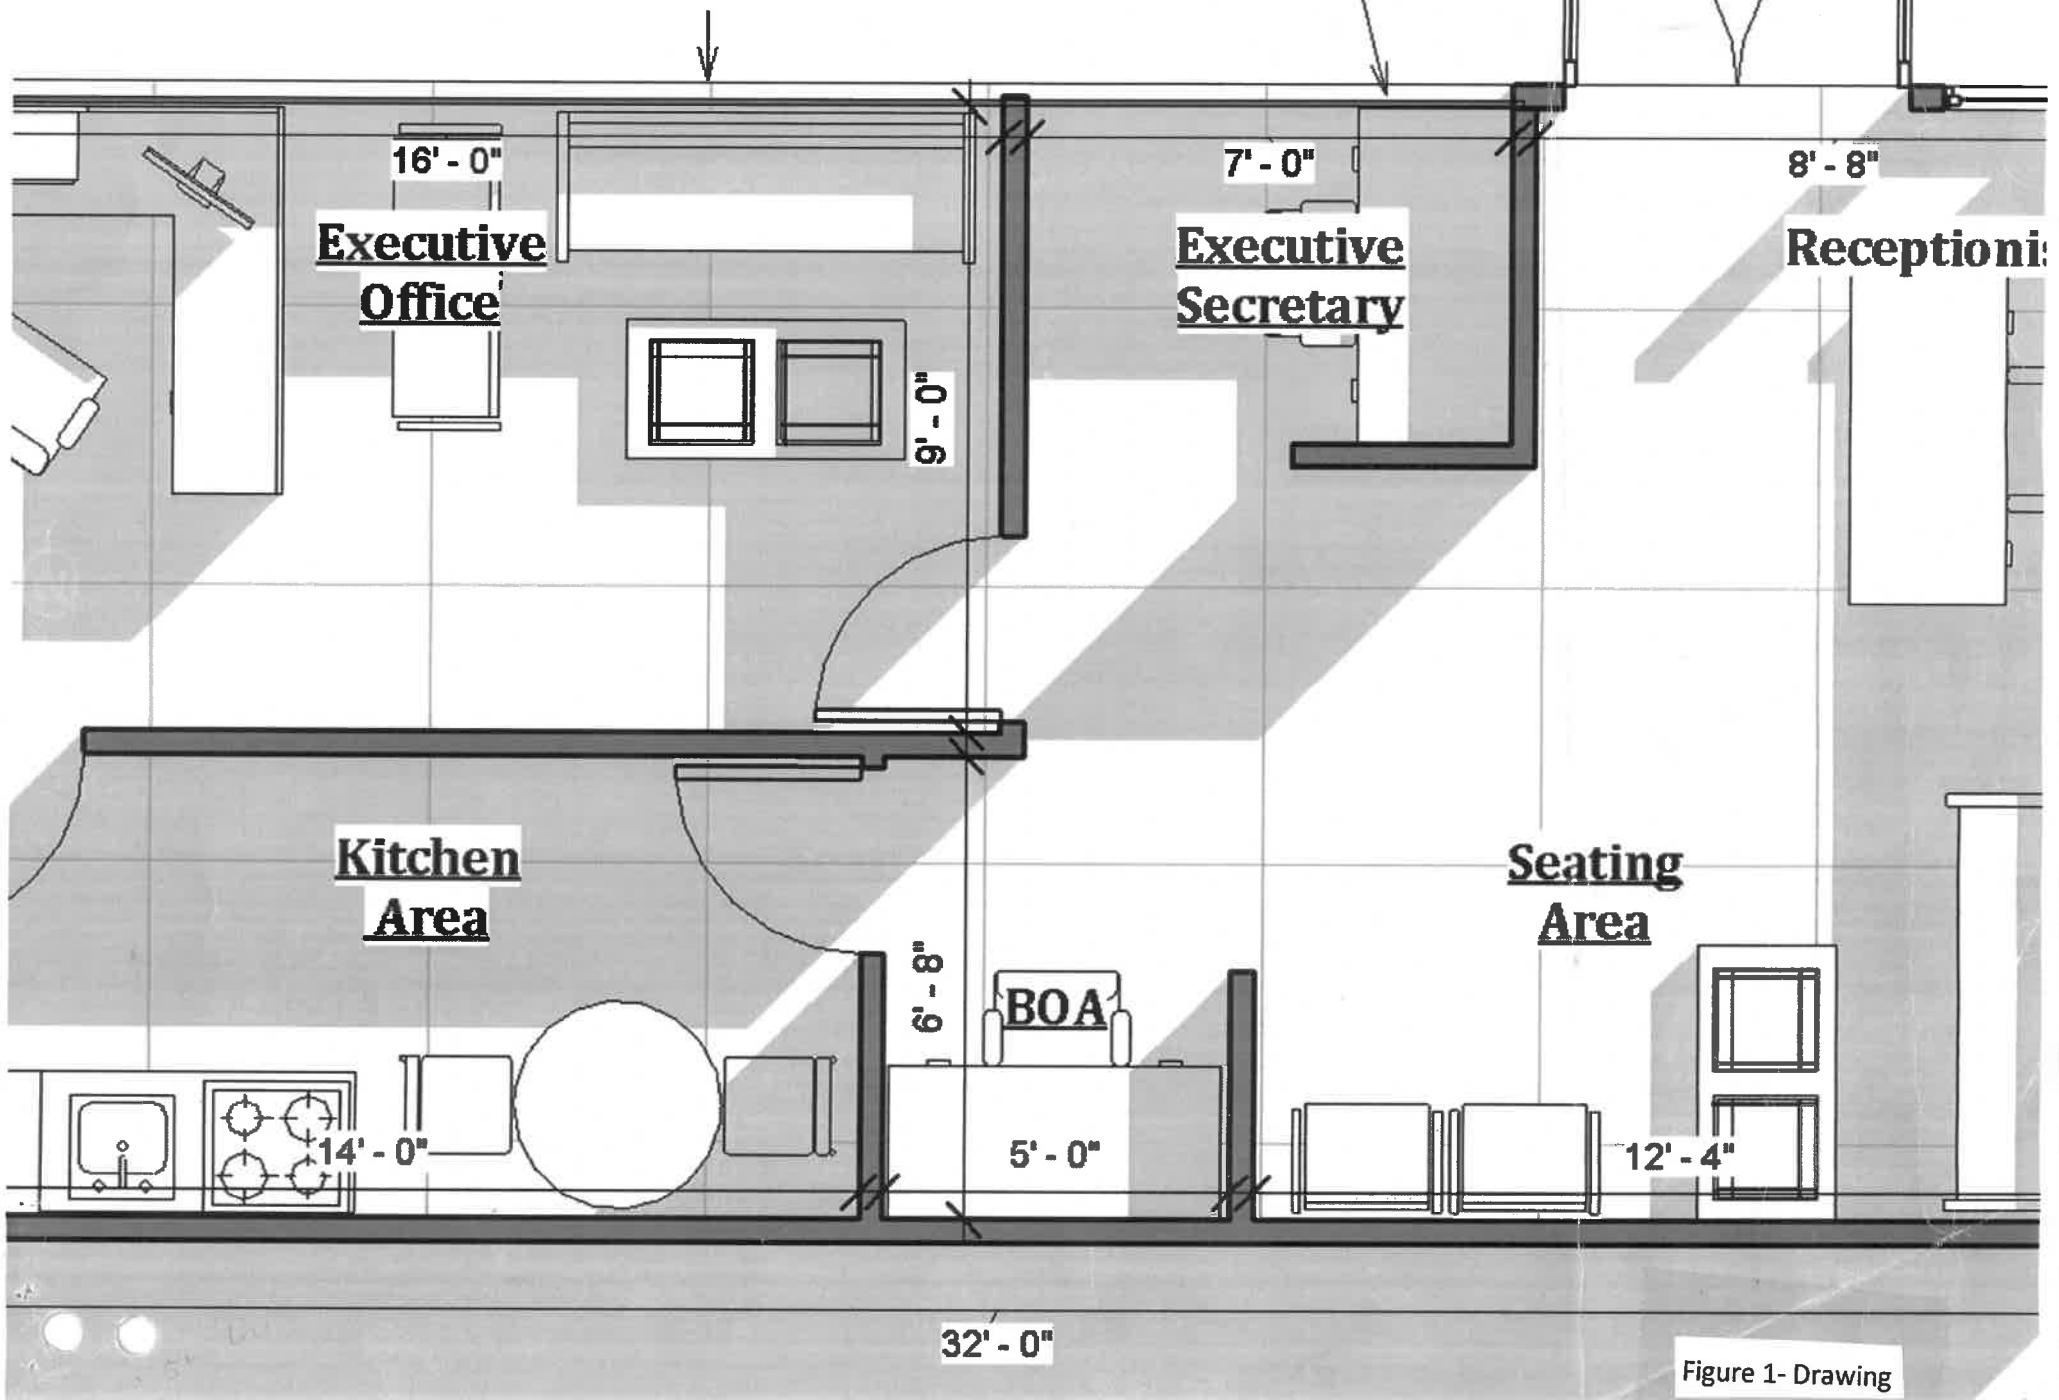 16' - 0"
7' - 0"
8' - 8"
Executive
Office
Executive
Secretary
Receptionis
9' - 0"
Kitchen
Area
Seating
Area
6' - 8"
BOA
14' - 0"
5' - 0"
12' - 4"
32' - 0"
Figure 1- Drawing